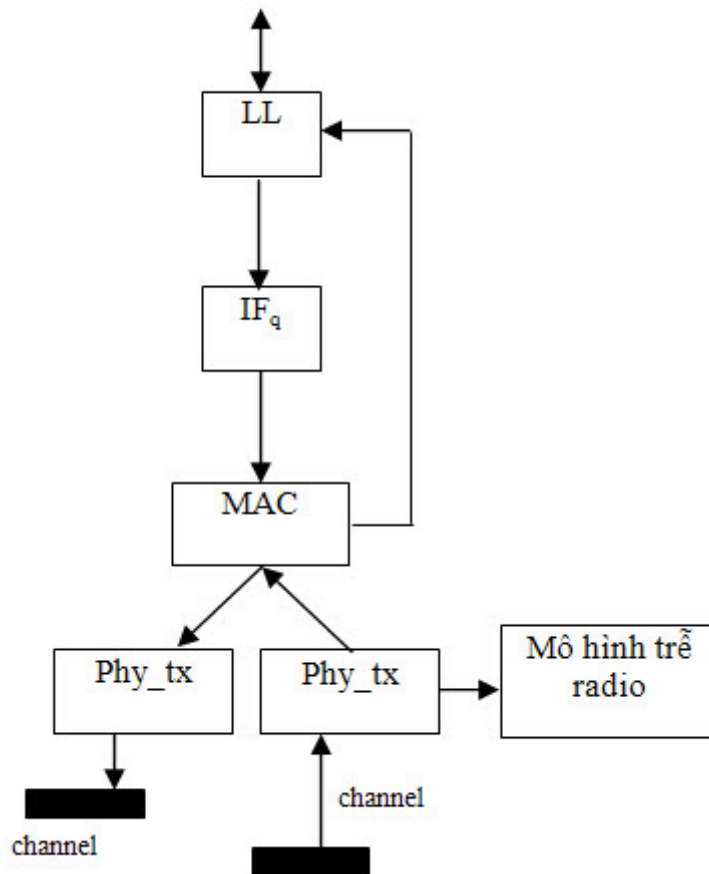 LL
IFq
MAC
Phy_tx
Phy_tx
Mô hình trễ
radio
channel
channel